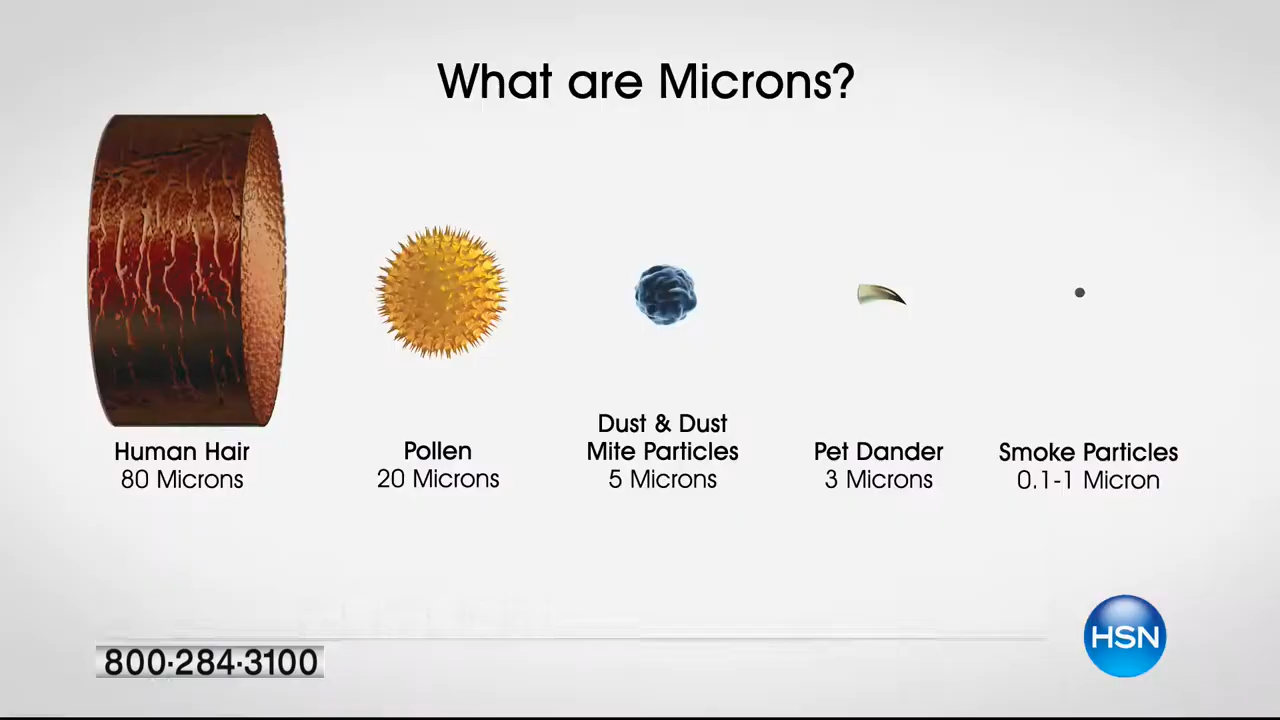 What are Microns?
Human Hair
80 Microns
Pollen
20 Microns
Dust & Dust
Mite Particles
5 Microns
Pet Dander
3 Microns
Smoke Particles
0.1-1 Micron
800·284·3100
HSN